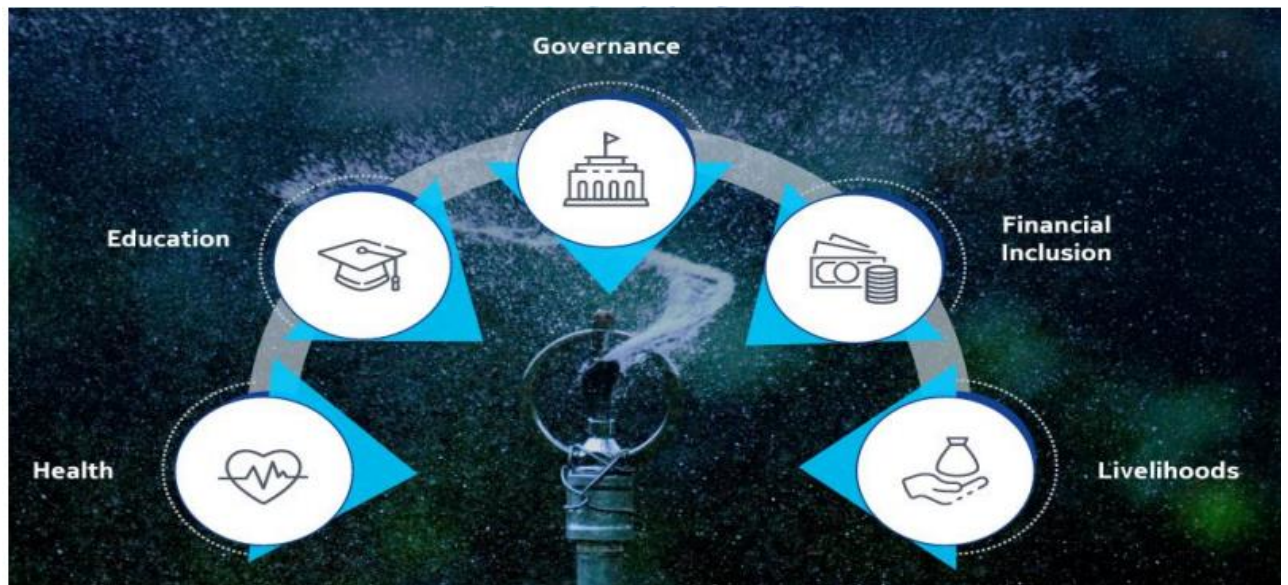 Governance
Education
Financial
Inclusion
Health
Livelihoods